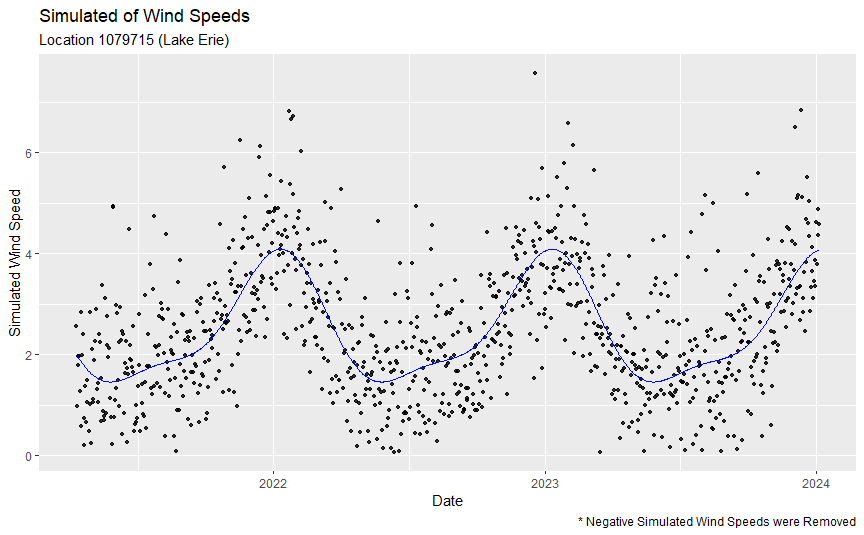 Simulated of Wind Speeds
Location 1079715 (Lake Erie)
Simulated Wind Speed
6
4
2
0
2022
2023
2024
Date
* Negative Simulated Wind Speeds were Removed